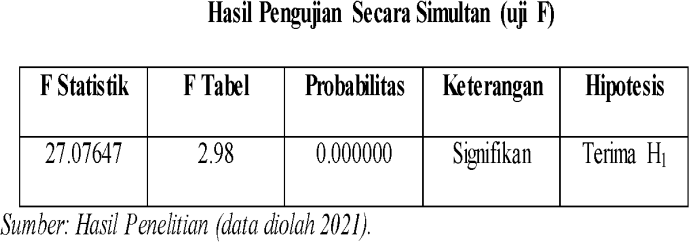 Hasil Pengujian Secara Simultan (uji F)
F Statistik F Tabel Probabilitas Keterangan Hipotesis
27.07647 2.98 0.000000 Signifikan Terima H₁
Sumber: Hasil Penelitian (data diolah 2021).